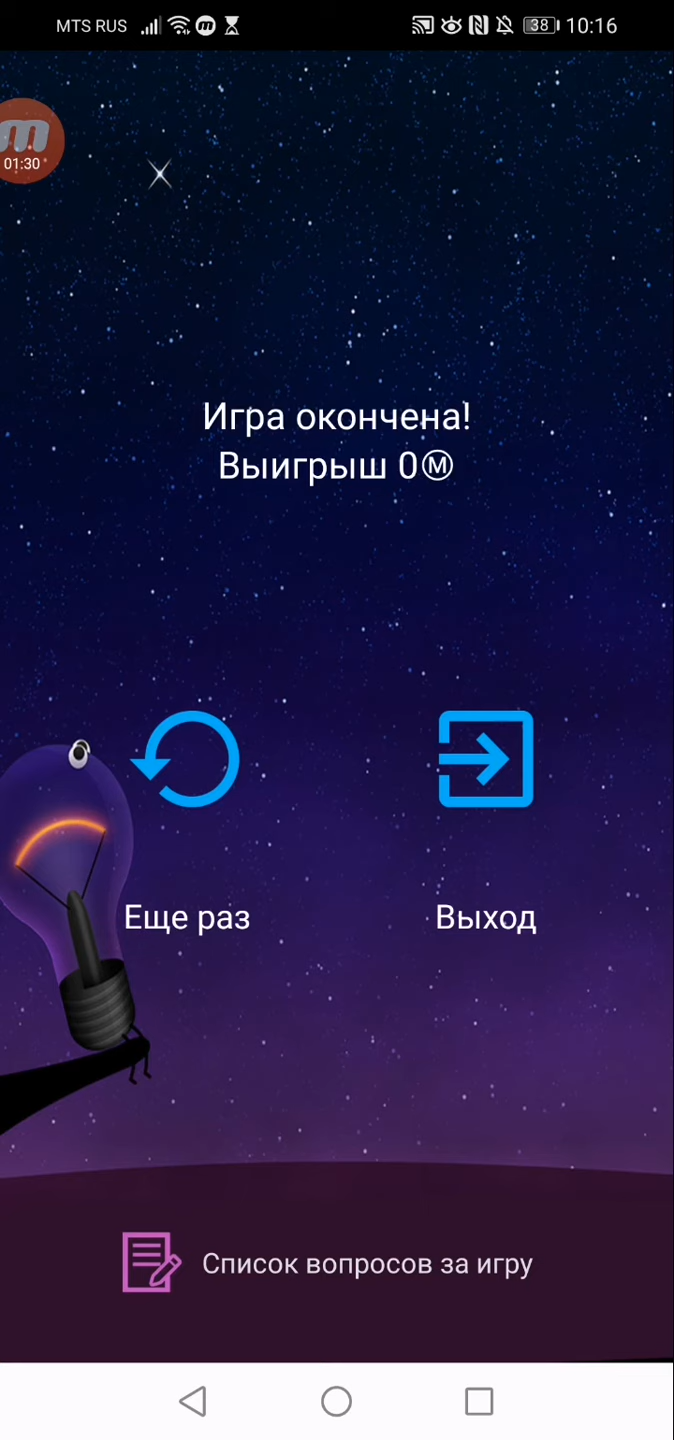 MTS RUS
38
10:16
m
01:30
Игра окончена!
Выигрыш 0Ⓜ
Еще раз
Выход
Список вопросов за игру